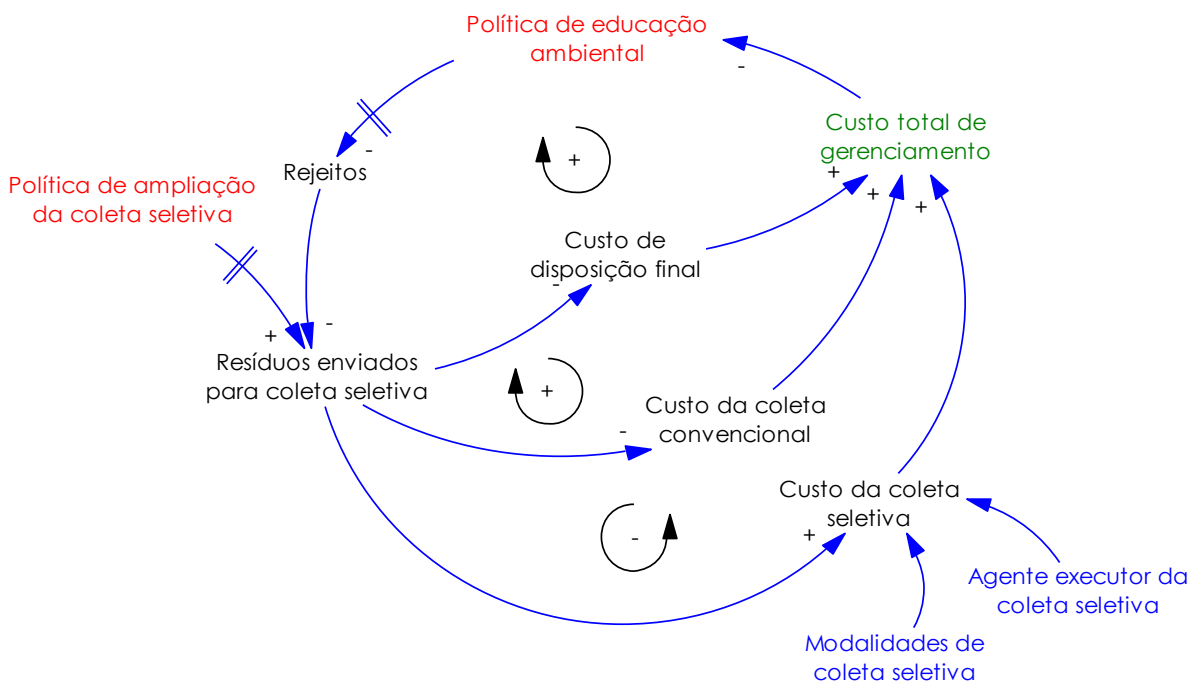 Política de educação
ambiental
-
Custo total de
gerenciamento
-
Rejeitos
+
Política de ampliação
da coleta seletiva
+
+
+
Custo de
disposição final
-
+
-
Resíduos enviados
para coleta seletiva
+
Custo da coleta
convencional
-
Custo da coleta
seletiva
+
-
Agente executor da
coleta seletiva
Modalidades de
coleta seletiva